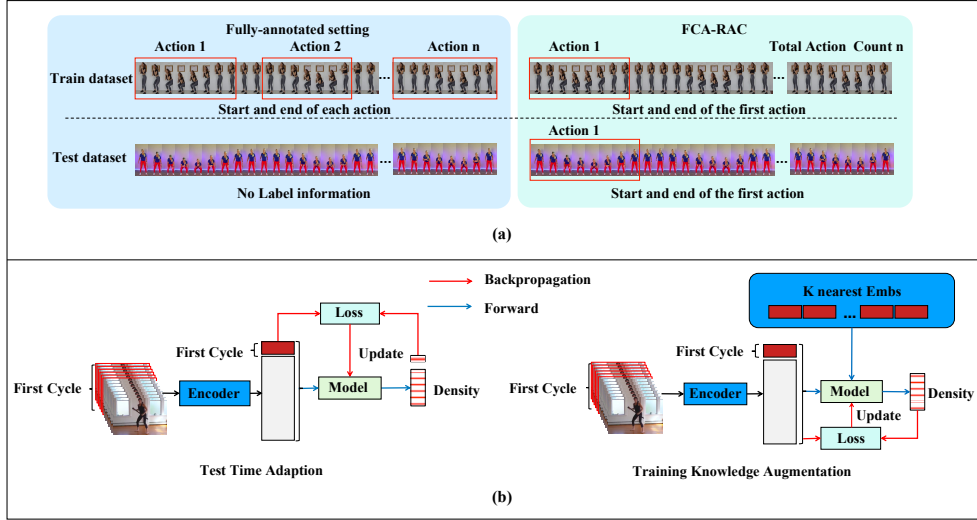 Fully-annotated setting
FCA-RAC
Action 1
Action 2
Action n
Action 1
Total Action Count n
Train dataset
...
...
Start and end of each action
Start and end of the first action
Action 1
Test dataset
...
...
No Label information
Start and end of the first action
(a)
Backpropagation
Forward
K nearest Embs
...
Loss
First Cycle
Update
First Cycle
Encoder
Model
Density
Test Time Adaption
First Cycle
First Cycle
Encoder
Model
Density
Update
Loss
Training Knowledge Augmentation
(b)